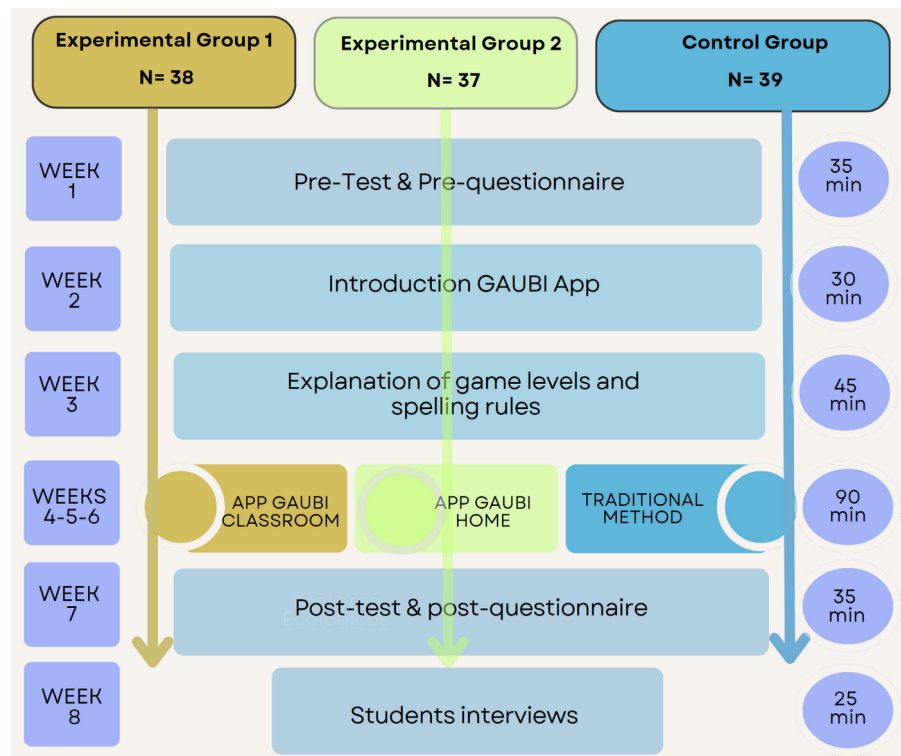 Experimental Group 1
N= 38
Experimental Group 2
N= 37
Control Group
N= 39
WEEK
1
Pre-Test & Pre-questionnaire
35
min
WEEK
2
Introduction GAUBI App
30
min
WEEK
3
Explanation of game levels and
spelling rules
45
min
WEEKS
4-5-6
APP GAUBI
CLASSROOM
APP GAUBI
HOME
TRADITIONAL
METHOD
90
min
WEEK
7
Post-test & post-questionnaire
35
min
WEEK
8
Students interviews
25
min